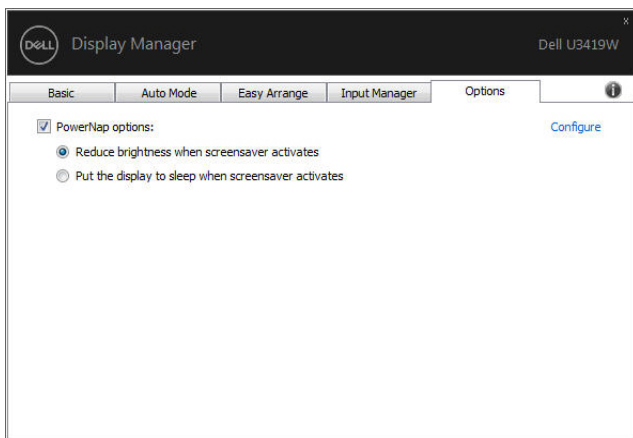 x
DELL Display Manager Dell U3419W
Basic Auto Mode Easy Arrange Input Manager Options i
PowerNap options: Configure
Reduce brightness when screensaver activates
Put the display to sleep when screensaver activates